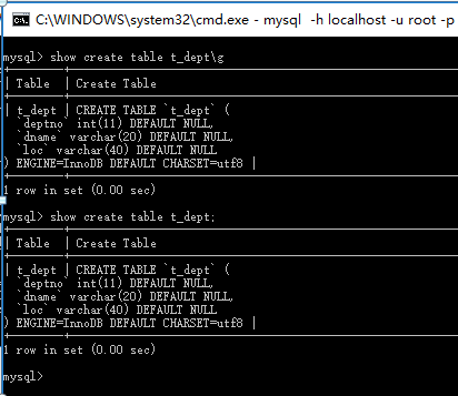 C:\WINDOWS\system32\cmd.exe - mysql  -h localhost -u root -p
mysql> show create table t_dept\g
| Table  | Create Table
| t_dept | CREATE TABLE `t_dept` (
  `deptno` int(11) DEFAULT NULL,
  `dname` varchar(20) DEFAULT NULL,
  `loc` varchar(40) DEFAULT NULL
) ENGINE=InnoDB DEFAULT CHARSET=utf8 |
1 row in set (0.00 sec)
mysql> show create table t_dept;
| Table  | Create Table
| t_dept | CREATE TABLE `t_dept` (
  `deptno` int(11) DEFAULT NULL,
  `dname` varchar(20) DEFAULT NULL,
  `loc` varchar(40) DEFAULT NULL
) ENGINE=InnoDB DEFAULT CHARSET=utf8 |
1 row in set (0.00 sec)
mysql>